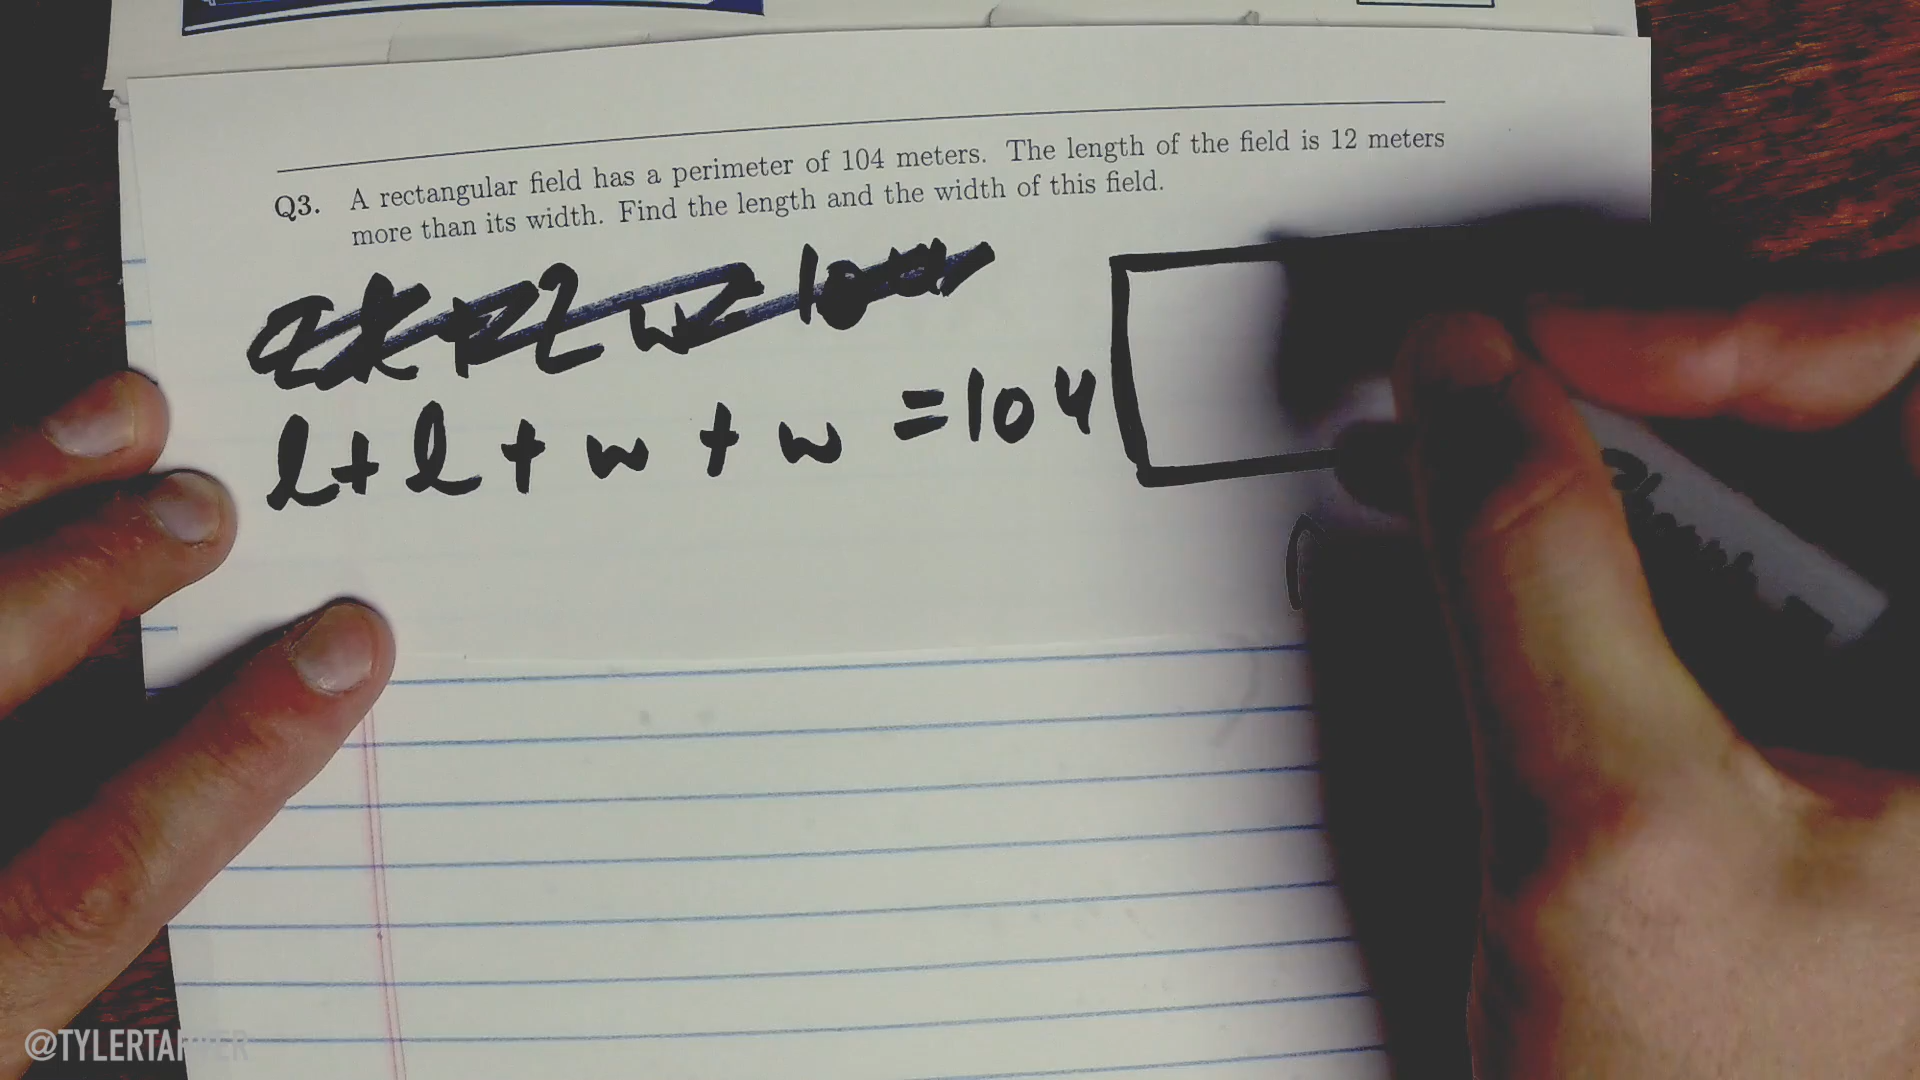 Q3. A rectangular field has a perimeter of 104 meters. The length of the field is 12 meters
more than its width. Find the length and the width of this field.
l + l + w + w = 104
@TYLERTARVER